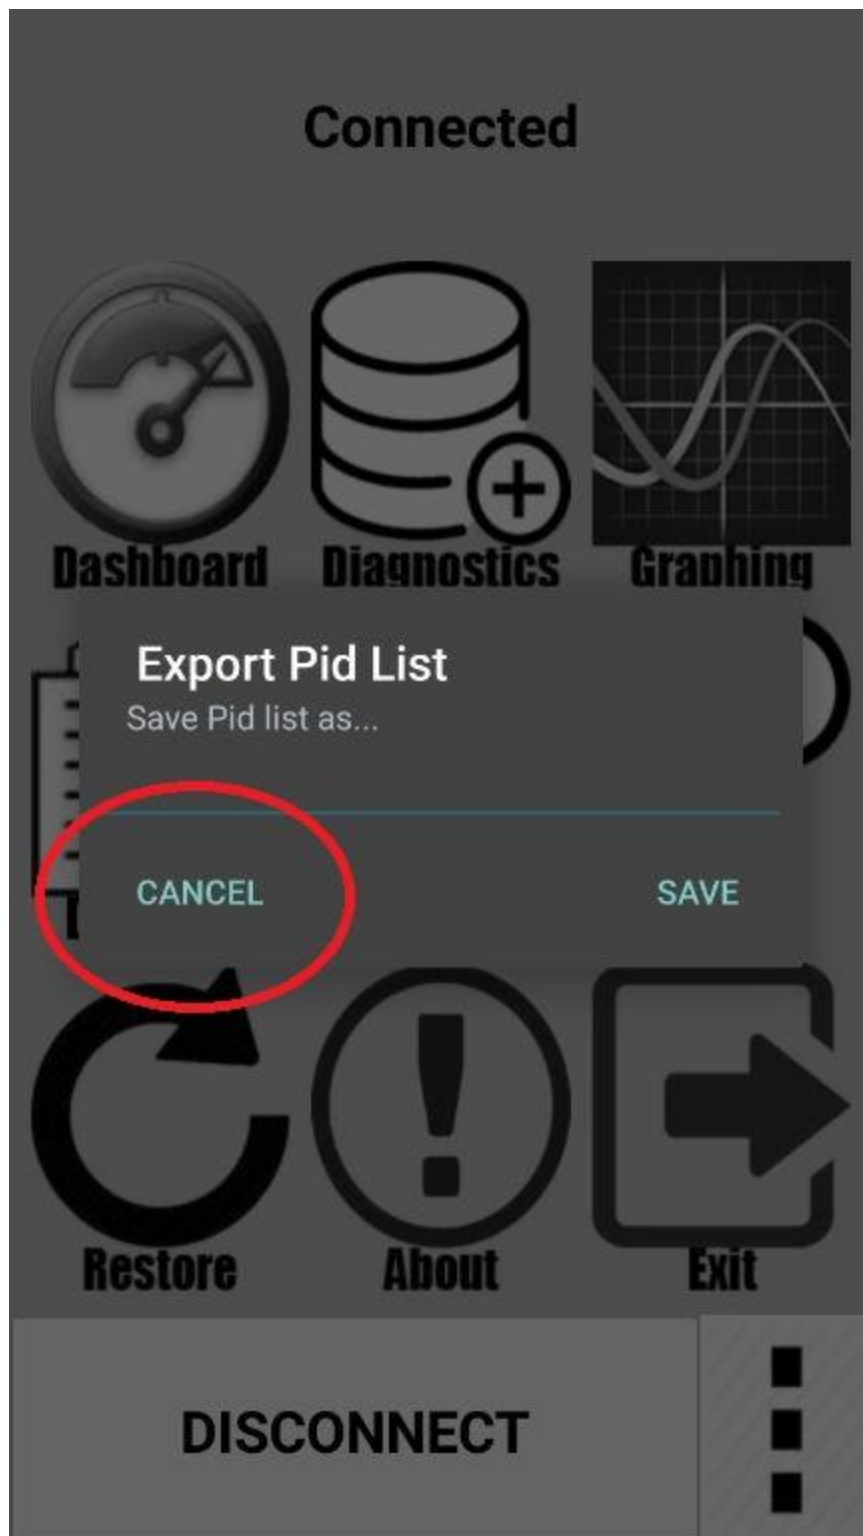 Connected
Dashboard
Diagnostics
Graphing
Export Pid List
Save Pid list as...
CANCEL
SAVE
Restore
About
Exit
DISCONNECT